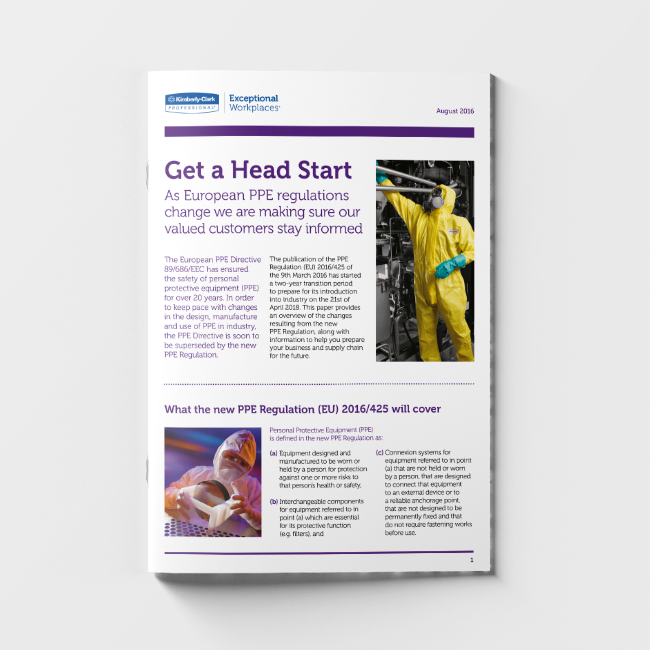 Kimberly-Clark
PROFESSIONAL*
Exceptional
Workplaces*
August 2016
Get a Head Start
As European PPE regulations
change we are making sure our
valued customers stay informed
The European PPE Directive
89/686/EEC has ensured
the safety of personal
protective equipment (PPE)
for over 20 years. In order
to keep pace with changes
in the design, manufacture
and use of PPE in industry,
the PPE Directive is soon to
be superseded by the new
PPE Regulation.
The publication of the PPE
Regulation (EU) 2016/425 of
the 9th March 2016 has started
a two-year transition period
to prepare for its introduction
into Industry on the 21st of
April 2018. This paper provides
an overview of the changes
resulting from the new
PPE Regulation, along with
information to help you prepare
your business and supply chain
for the future.
What the new PPE Regulation (EU) 2016/425 will cover
Personal Protective Equipment (PPE)
is defined in the new PPE Regulation as:
(a) Equipment designed and
manufactured to be worn or
held by a person for protection
against one or more risks to
that person's health or safety;
(b) Interchangeable components
for equipment referred to in
point (a) which are essential
for its protective function
(e.g. filters), and
(c) Connexion systems for
equipment referred to in point
(a) that are not held or worn
by a person, that are designed
to connect that equipment
to an external device or to
a reliable anchorage point,
that are not designed to be
permanently fixed and that
do not require fastening works
before use.
1